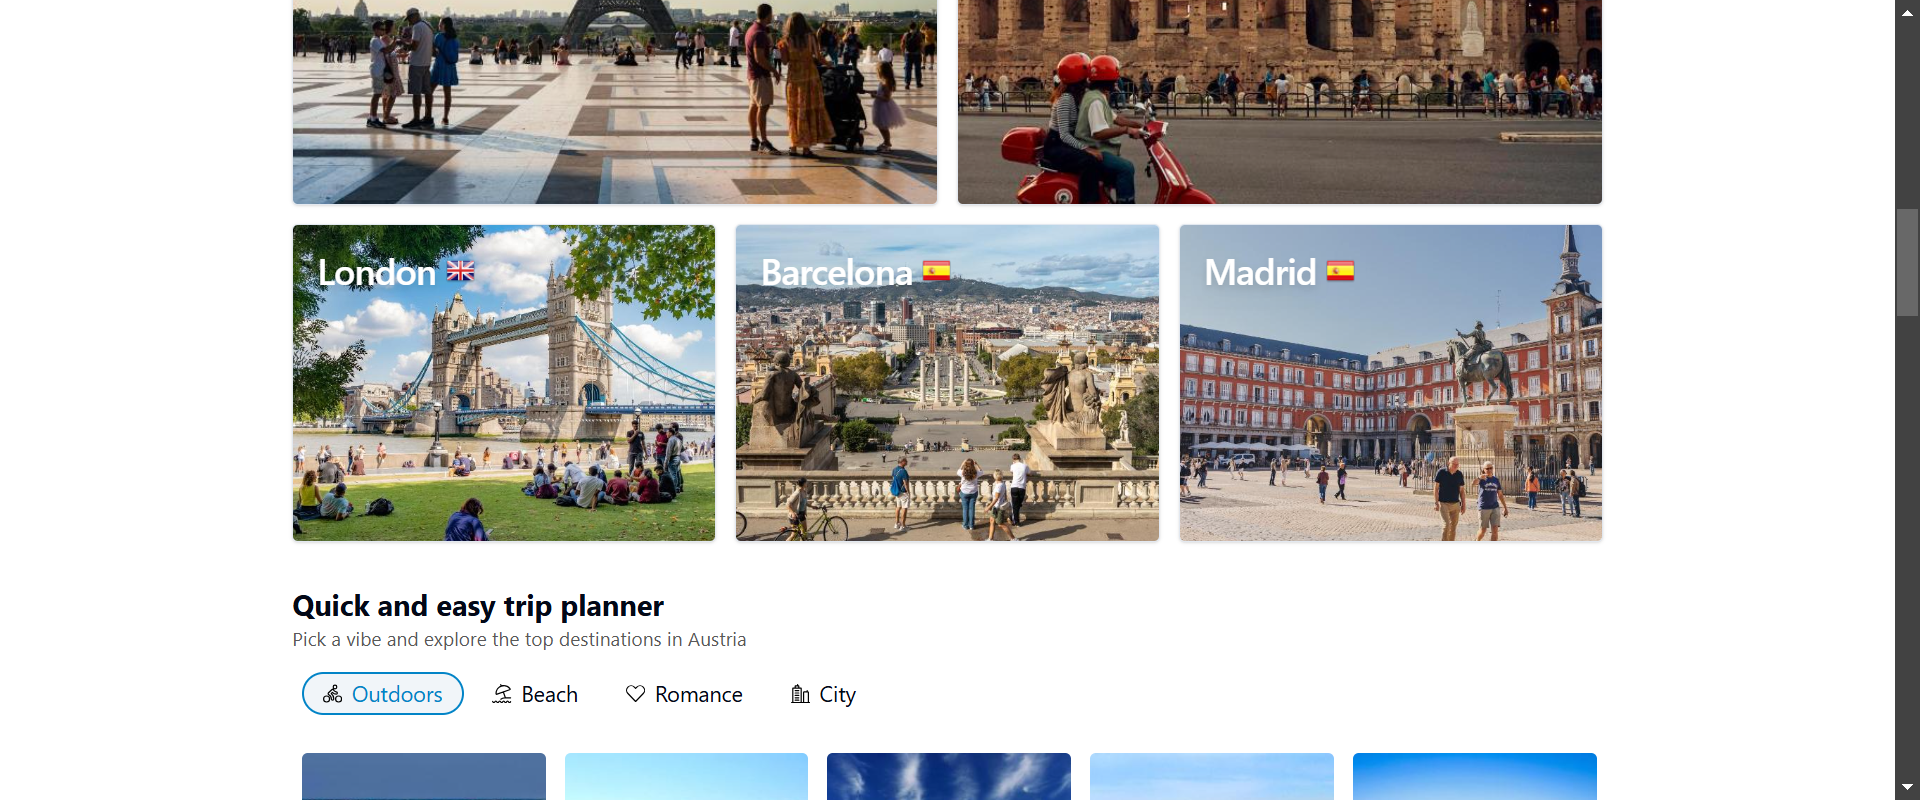 London
Barcelona
Madrid
Quick and easy trip planner
Pick a vibe and explore the top destinations in Austria
Outdoors
Beach
Romance
City